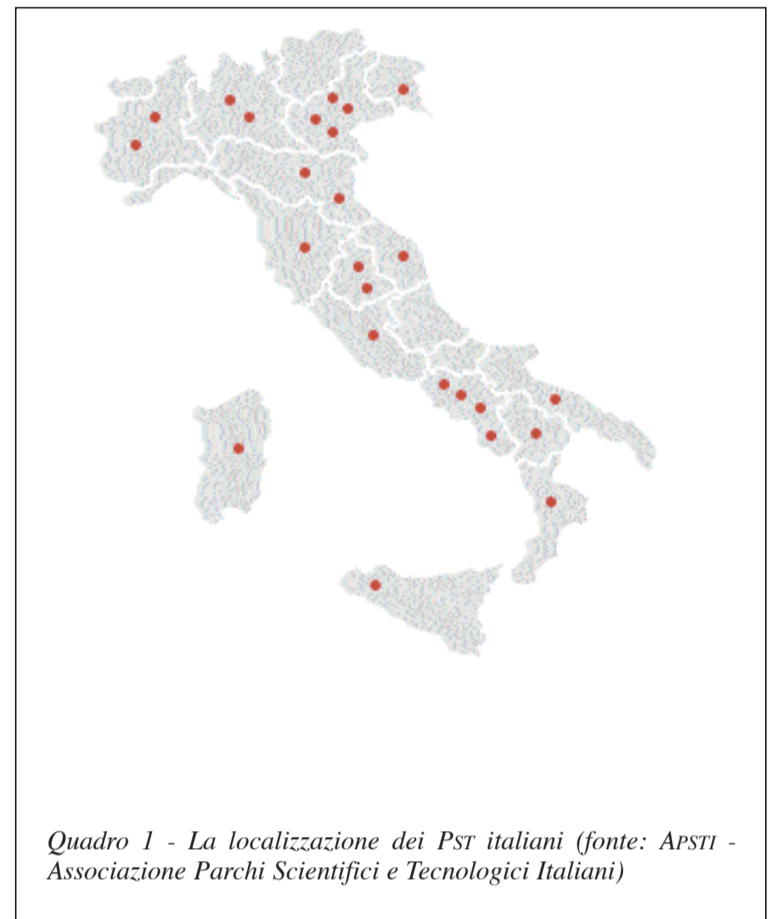 Quadro 1 - La localizzazione dei PST italiani (fonte: APSTI -
Associazione Parchi Scientifici e Tecnologici Italiani)